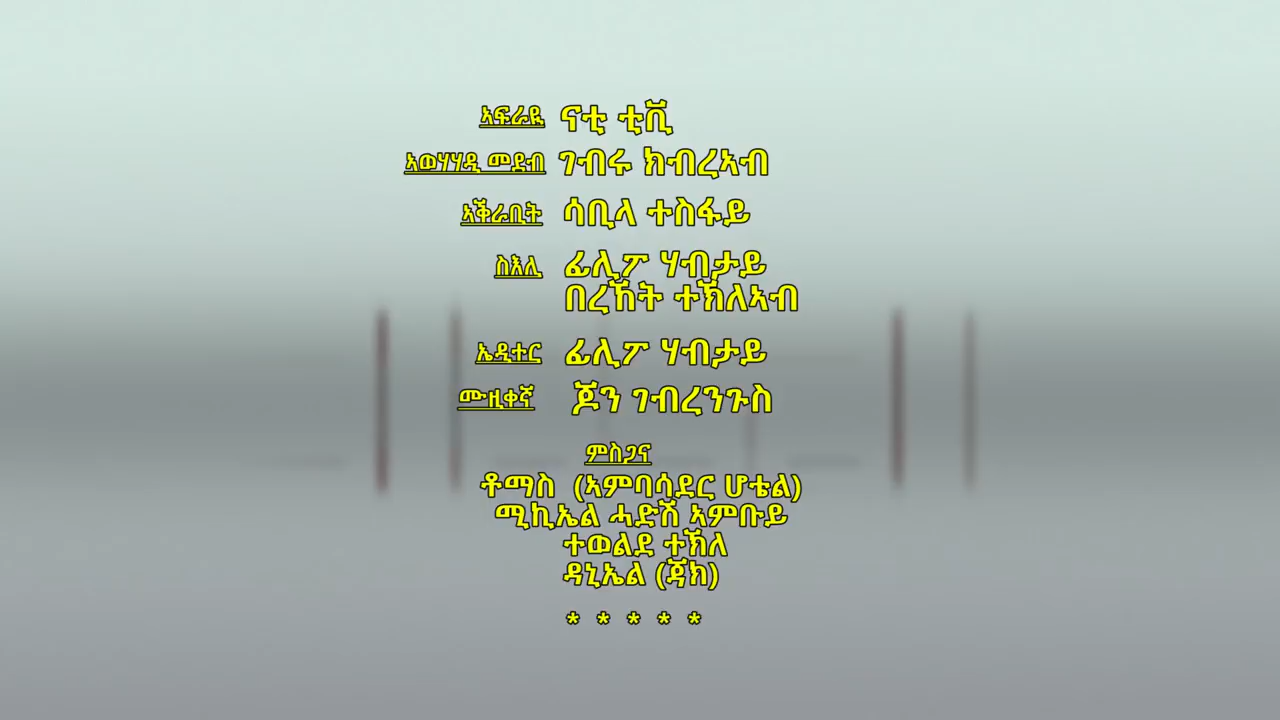 ኣፍራዪ ናቲ ቲቪ
ኣወሃሃዲ መደብ ገብሩ ክብረኣብ
ኣቕራቢት ሳቢላ ተስፋይ
ስእሊ ፊሊፖ ሃብታይ
በረኸት ተኽለኣብ
ኤዲተር ፊሊፖ ሃብታይ
ሙዚቀኛ ጆን ገብረንጉስ
ምስጋና
ቶማስ (ኣምባሳደር ሆቴል)
ሚኪኤል ሓድሽ ኣምቡይ
ተወልደ ተኽለ
ዳኒኤል (ጃክ)
* * * * *